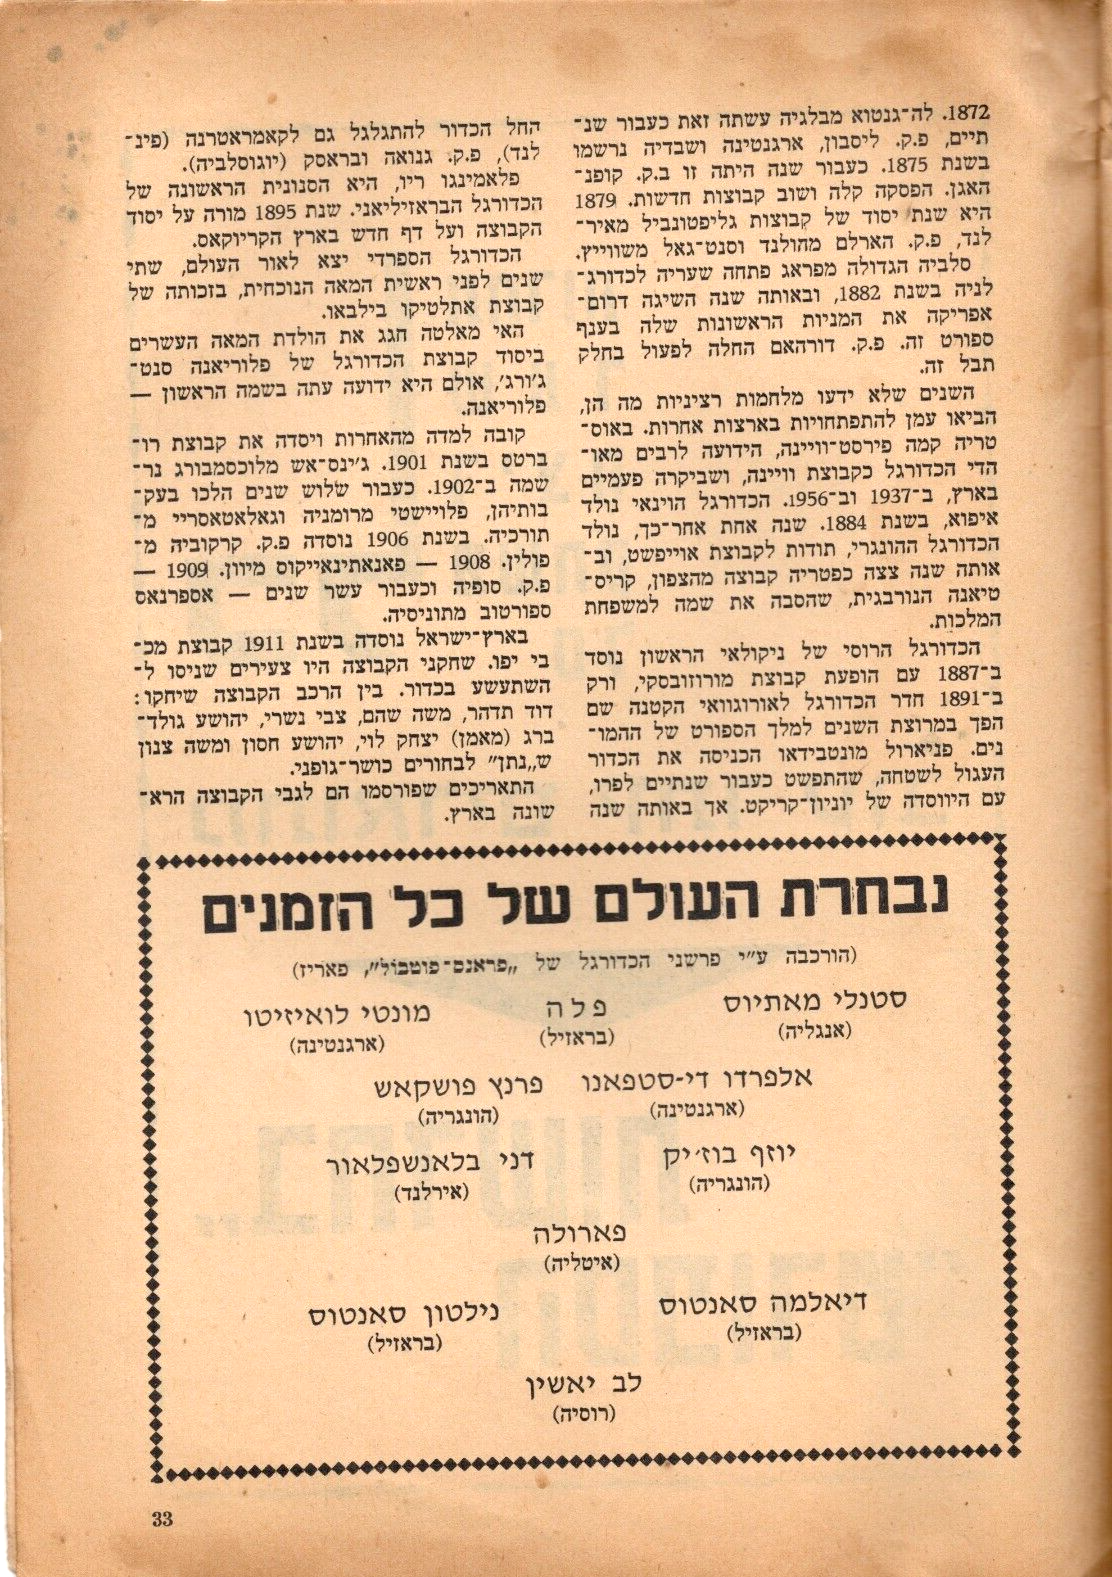 1872. לה־גנטוא מבלגיה עשתה זאת כעבור שנ־
תיים, פ.ק. ליסבון, ארגנטינה ושבדיה נרשמו
בשנת 1875. כעבור שנה היתה זו ב.ק. קופנ־
האגן. הפסקה קלה ושוב קבוצות חדשות. 1879
היא שנת יסוד של קבוצות גליפטונביל מאיר־
לנד, פ.ק. הארלם מהולנד וסנט־גאל משווייץ.
סלביה הגדולה מפראג פתחה שעריה לכדורג־
לניה בשנת 1882, ובאותה שנה השיגה דרום־
אפריקה את המניות הראשונות שלה בענף
ספורט זה. פ.ק. דורהאם החלה לפעול בחלק
תבל זה.
השנים שלא ידעו מלחמות רציניות מה הן,
הביאו עמן להתפתחויות בארצות אחרות. באוס־
טריה קמה פירסט־וויינה, הידועה לרבים מאו־
הדי הכדורגל כקבוצת וויינה, ושביקרה פעמיים
בארץ, ב־1937 וב־1956. הכדורגל הוינאי נולד
איפוא, בשנת 1884. שנה אחת אחר־כך, נולד
הכדורגל ההונגרי, תודות לקבוצת אוייפשט, וב־
אותה שנה צצה כפטריה קבוצה מהצפון, קריס־
טיאנה הנורבגית, שהסבה את שמה למשפחת
המלכות.
הכדורגל הרוסי של ניקולאי הראשון נוסד
ב־1887 עם הופעת קבוצת מורוזובסקי, ורק
ב־1891 חדר הכדורגל לאורוגוואי הקטנה שם
הפך במרוצת השנים למלך הספורט של ההמו־
נים. פניארול מונטבידאו הכניסה את הכדור
העגול לשטחה, שהתפשט כעבור שנתיים לפרו,
עם היווסדה של יוניון־קריקט. אך באותה שנה
החל הכדור להתגלגל גם לקאמראטרנה (פינ־
לנד), פ.ק. גנואה ובראסק (יוגוסלביה).
פלאמינגו ריו, היא הסנונית הראשונה של
הכדורגל הבראזיליאני. שנת 1895 מורה על יסוד
הקבוצה ועל דף חדש בארץ הקריוקאס.
הכדורגל הספרדי יצא לאור העולם, שתי
שנים לפני ראשית המאה הנוכחית, בזכותה של
קבוצת אתלטיקו בילבאו.
האי מאלטה חגג את הולדת המאה העשרים
ביסוד קבוצת הכדורגל של פלוריאנה סנט־
ג׳ורג׳, אולם היא ידועה עתה בשמה הראשון —
פלוריאנה.
קובה למדה מהאחרות ויסדה את קבוצת רו־
ברטס בשנת 1901. ג׳ינס־אש מלוכסמבורג נר־
שמה ב־1902. כעבור שלוש שנים הלכו בעק־
בותיהן, פלויישטי מרומניה וגאלאטאסריי מ־
תורכיה. בשנת 1906 נוסדה פ.ק. קרקוביה מ־
פולין. 1908 — פאנאתינאייקוס מיוון. 1909 —
פ.ק. סופיה וכעבור עשר שנים — אספרנאס
ספורטוב מתוניסיה.
בארץ־ישראל נוסדה בשנת 1911 קבוצת מכ־
בי יפו. שחקני הקבוצה היו צעירים שניסו ל־
השתעשע בכדור. בין הרכב הקבוצה שיחקו:
דוד תדהר, משה שהם, צבי נשרי, יהושע גולד־
ברג (מאמן) יצחק לוי, יהושע חסון ומשה צנון
ש„נתן" לבחורים כושר־גופני.
התאריכים שפורסמו הם לגבי הקבוצה הרא־
שונה בארץ.
נבחרת העולם של כל הזמנים
(הורכבה ע״י פרשני הכדורגל של „פראנס־פוטבול", פאריז)
סטנלי מאתיוס פלה מונטי לואיזיטו
(אנגליה) (בראזיל) (ארגנטינה)
אלפרדו די-סטפאנו פרנץ פושקאש
(ארגנטינה) (הונגריה)
יוזף בוז׳יק דני בלאנשפלאור
(הונגריה) (אירלנד)
פארולה
(איטליה)
דיאלמה סאנטוס נילטון סאנטוס
(בראזיל) (בראזיל)
לב יאשין
(רוסיה)
33